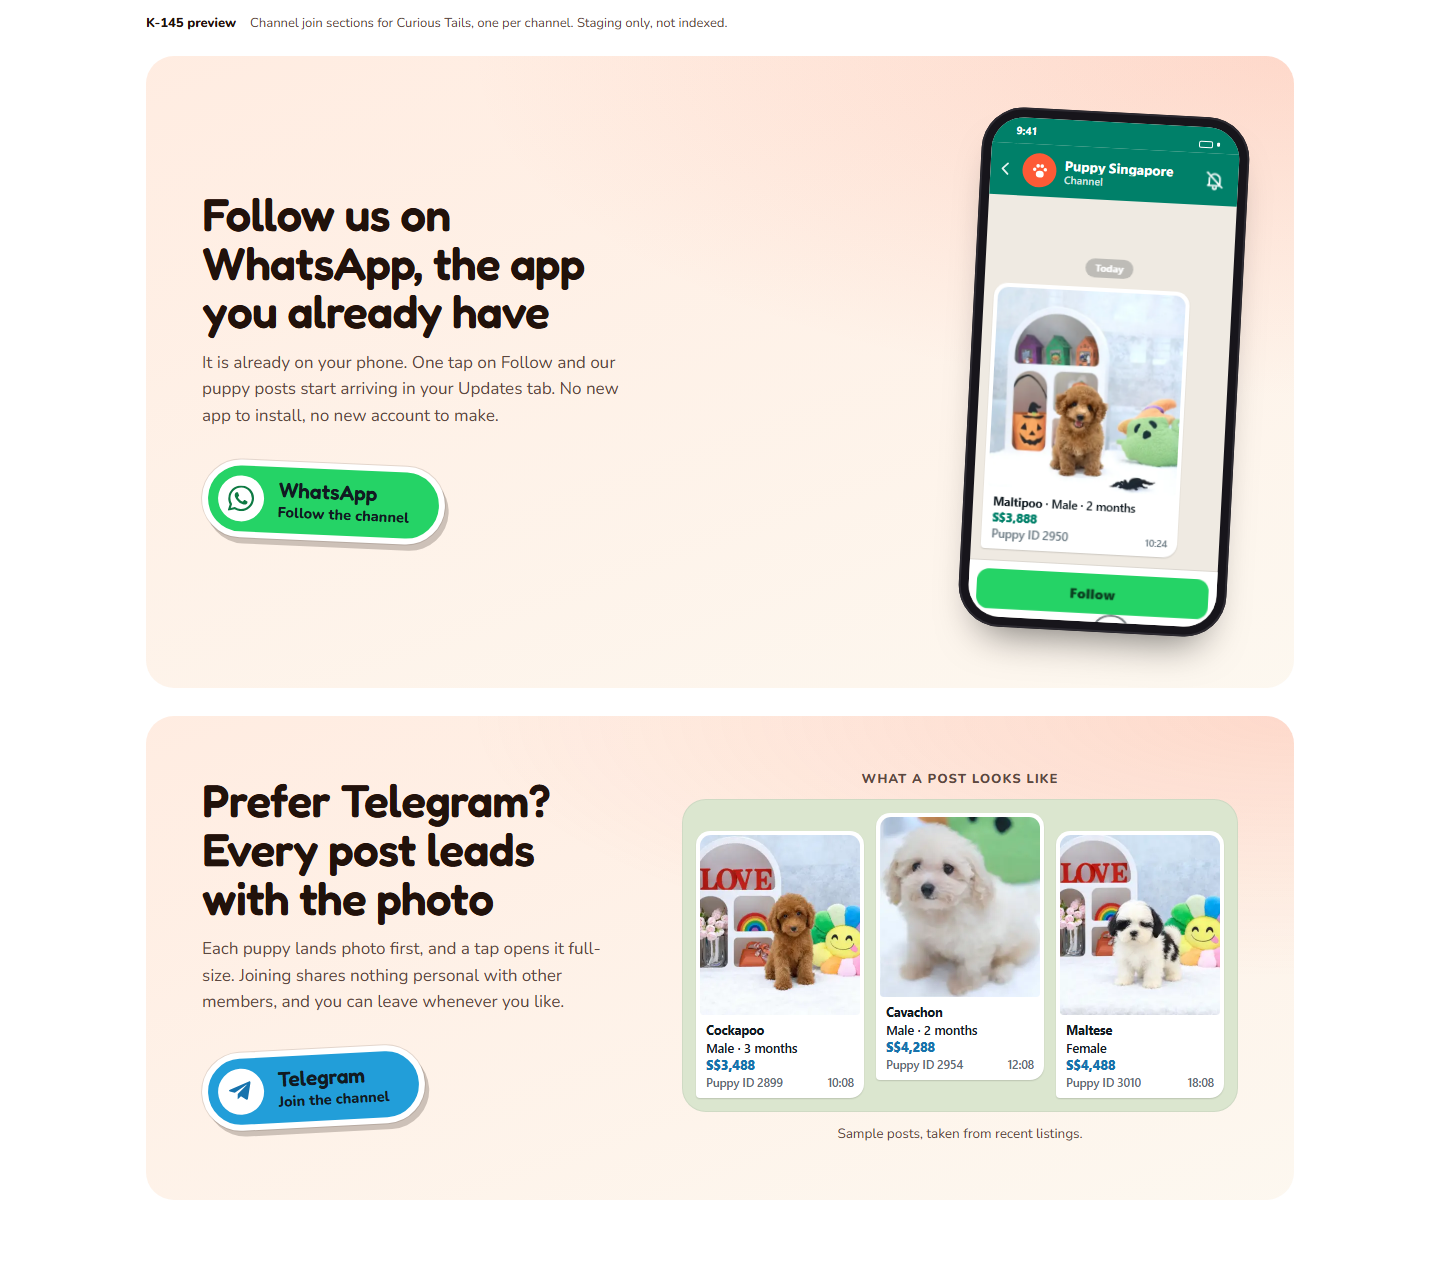 K-145 preview Channel join sections for Curious Tails, one per channel. Staging only, not indexed.
Follow us on
WhatsApp, the app
you already have
It is already on your phone. One tap on Follow and our
puppy posts start arriving in your Updates tab. No new
app to install, no new account to make.
WhatsApp
Follow the channel
9:41
Puppy Singapore
Channel
Today
Maltipoo · Male · 2 months
S$3,888
Puppy ID 2950 10:24
Follow
Prefer Telegram?
Every post leads
with the photo
Each puppy lands photo first, and a tap opens it full-
size. Joining shares nothing personal with other
members, and you can leave whenever you like.
Telegram
Join the channel
WHAT A POST LOOKS LIKE
LOVE
Cockapoo
Male · 3 months
S$3,488
Puppy ID 2899 10:08
Cavachon
Male · 2 months
S$4,288
Puppy ID 2954 12:08
LOVE
Maltese
Female
S$4,488
Puppy ID 3010 18:08
Sample posts, taken from recent listings.